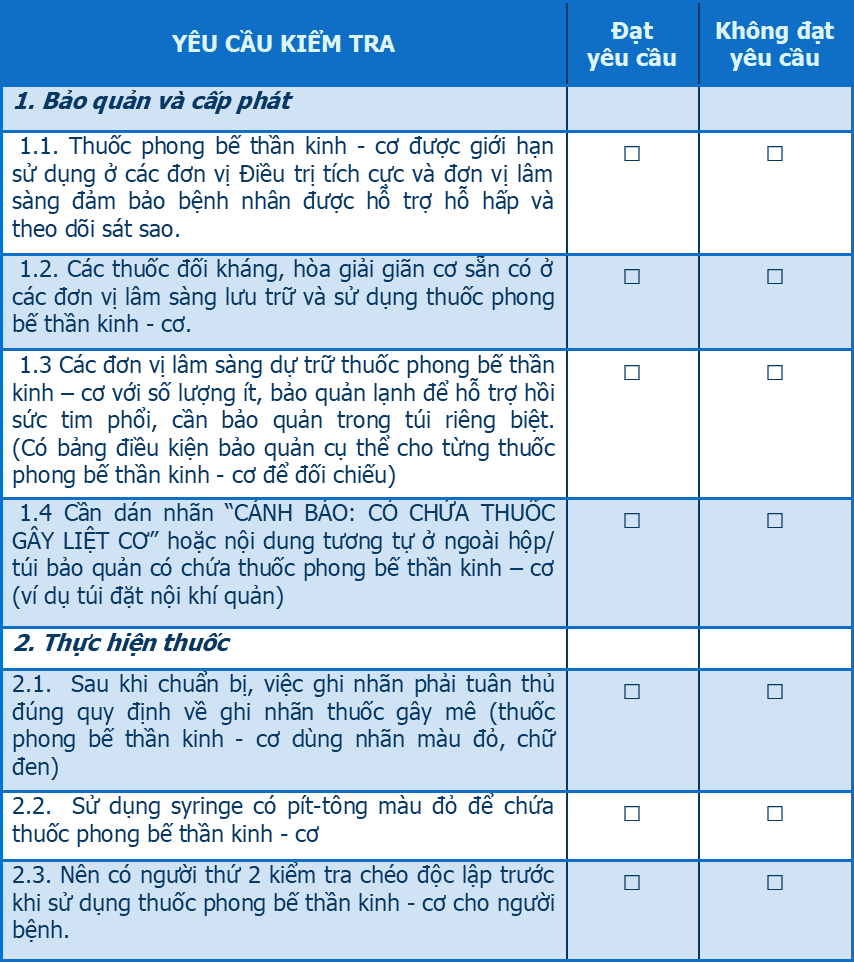 YÊU CẦU KIỂM TRA
Đạt
yêu cầu
Không đạt
yêu cầu
1. Bảo quản và cấp phát
1.1. Thuốc phong bế thần kinh - cơ được giới hạn
sử dụng ở các đơn vị Điều trị tích cực và đơn vị lâm
sàng đảm bảo bệnh nhân được hỗ trợ hỗ hấp và
theo dõi sát sao.
☐ ☐
1.2. Các thuốc đối kháng, hòa giải giãn cơ sẵn có ở
các đơn vị lâm sàng lưu trữ và sử dụng thuốc phong
bế thần kinh - cơ.
☐ ☐
1.3 Các đơn vị lâm sàng dự trữ thuốc phong bế thần
kinh – cơ với số lượng ít, bảo quản lạnh để hỗ trợ hồi
sức tim phổi, cần bảo quản trong túi riêng biệt.
(Có bảng điều kiện bảo quản cụ thể cho từng thuốc
phong bế thần kinh - cơ để đối chiếu)
☐ ☐
1.4 Cần dán nhãn “CẢNH BÁO: CÓ CHỨA THUỐC
GÂY LIỆT CƠ” hoặc nội dung tương tự ở ngoài hộp/
túi bảo quản có chứa thuốc phong bế thần kinh – cơ
(ví dụ túi đặt nội khí quản)
☐ ☐
2. Thực hiện thuốc
2.1. Sau khi chuẩn bị, việc ghi nhãn phải tuân thủ
đúng quy định về ghi nhãn thuốc gây mê (thuốc
phong bế thần kinh - cơ dùng nhãn màu đỏ, chữ
đen)
☐ ☐
2.2. Sử dụng syringe có pít-tông màu đỏ để chứa
thuốc phong bế thần kinh - cơ
☐ ☐
2.3. Nên có người thứ 2 kiểm tra chéo độc lập trước
khi sử dụng thuốc phong bế thần kinh - cơ cho người
bệnh.
☐ ☐